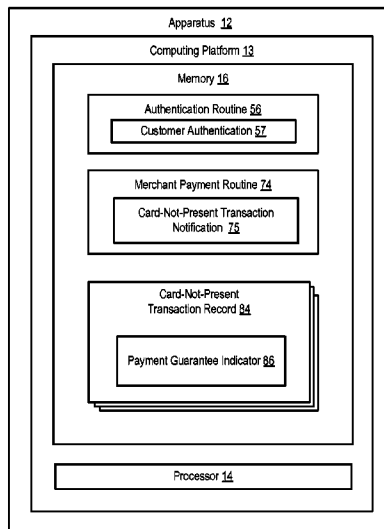 Apparatus 12
Computing Platform 13
Memory 16
Authentication Routine 56
Customer Authentication 57
Merchant Payment Routine 74
Card-Not-Present Transaction
Notification
75
Card-Not-Present
Transaction Record 84
Payment Guarantee Indicator 86
Processor 14